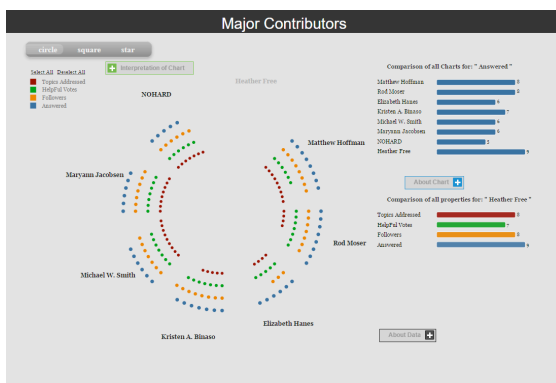 Major Contributors
circle square star
Select All Deselect All
Topics Addressed
HelpFul Votes
Followers
Answered
Interpretation of Chart
Heather Free
NOHARD
Matthew Hoffman
Maryann Jacobsen
Rod Moser
Michael W. Smith
Elizabeth Hanes
Kristen A. Binaso
Comparison of all Charts for: " Answered "
Matthew Hoffman 8
Rod Moser 8
Elizabeth Hanes 6
Kristen A. Binaso 7
Michael W. Smith 6
Maryann Jacobsen 6
NOHARD
Heather Free 9
About Chart
Comparison of all properties for: " Heather Free "
Topics Addressed 8
HelpFul Votes 7
Followers 8
Answered 9
About Data